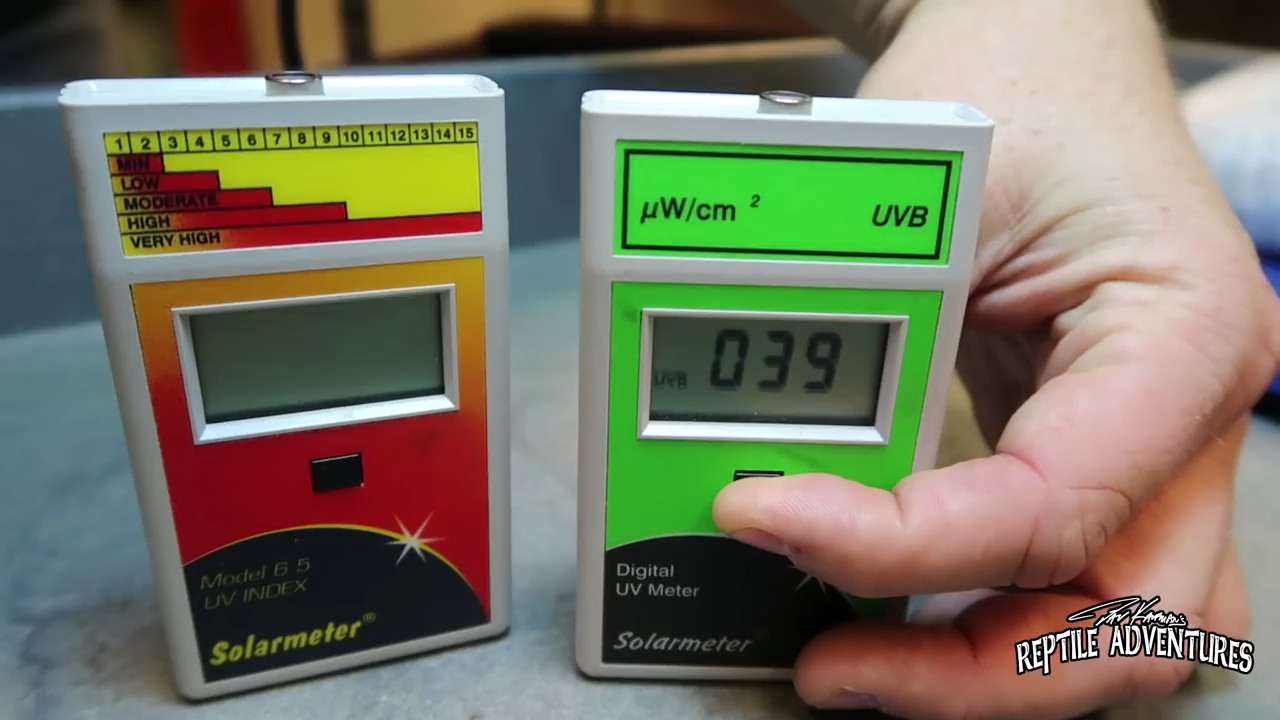 1 2 3 4 5 6 7 8 9 10 11 12 13 14 15
MIN
LOW
MODERATE
HIGH
VERY HIGH
Model 6 5
UV INDEX
Solarmeter®
µW/cm 2 UVB
UVB 039
Digital
UV Meter
Solarmeter
REPTILE ADVENTURES